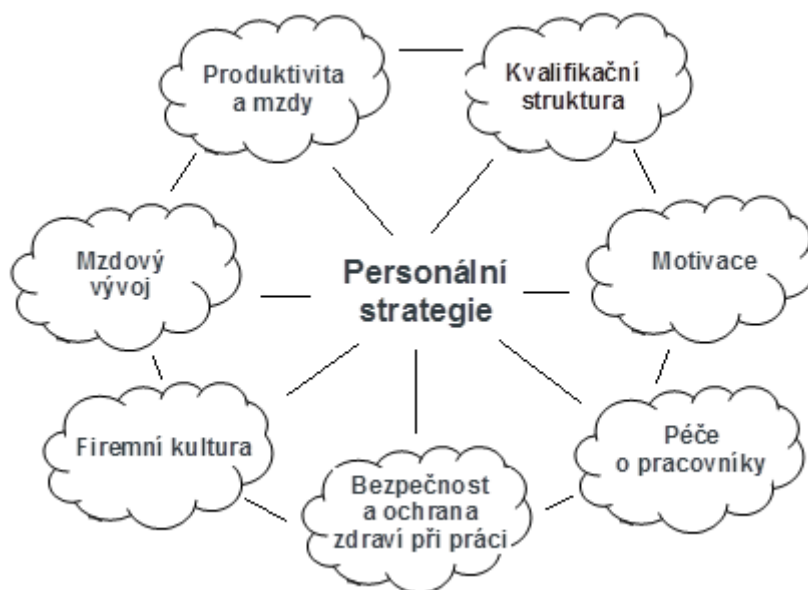 Produktivita
a mzdy
Kvalifikační
struktura
Mzdový
vývoj
Personální
strategie
Motivace
Firemní kultura
Bezpečnost
a ochrana
zdraví při práci
Péče
o pracovníky